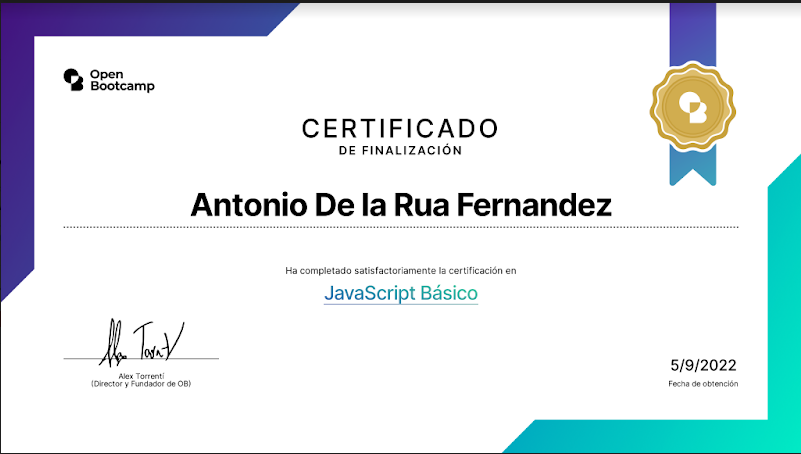 Open
Bootcamp
CERTIFICADO
DE FINALIZACIÓN
Antonio De la Rua Fernandez
Ha completado satisfactoriamente la certificación en
JavaScript Básico
Alex Torrentí
(Director y Fundador de OB)
5/9/2022
Fecha de obtención